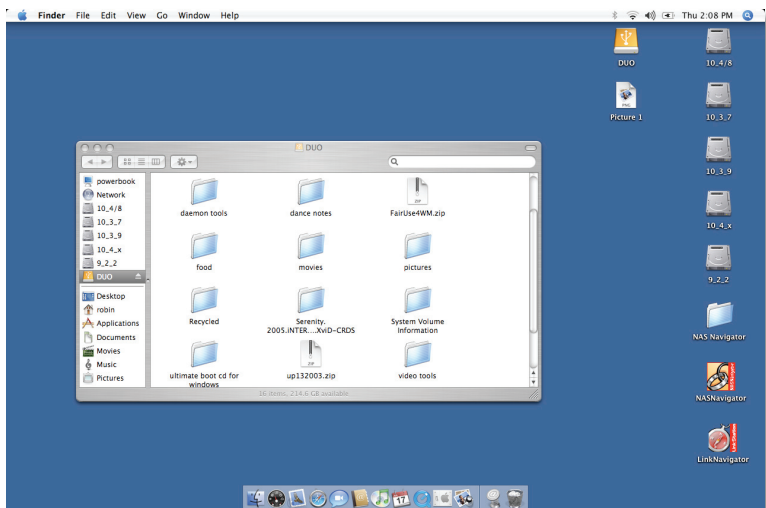 Finder File Edit View Go Window Help Thu 2:08 PM
DUO
10_4/8
Picture 1
10_3_7
10_3_9
10_4_x
9_2_2
NAS Navigator
NASNavigator
LinkNavigator
DUO
powerbook
Network
10_4/8
10_3_7
10_3_9
10_4_x
9_2_2
DUO
Desktop
robin
Applications
Documents
Movies
Music
Pictures
daemon tools
dance notes
ZIP
FairUse4WM.zip
food
movies
pictures
Recycled
Serenity.
2005.iNTER....XviD-CRDS
System Volume
Information
ultimate boot cd for
windows
ZIP
up132003.zip
video tools
16 items, 214.6 GB available
17